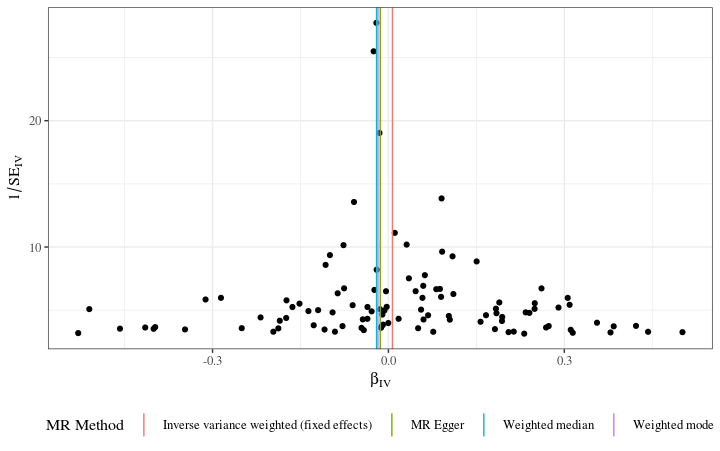 20
10
1/SE_IV
-0.3 0.0 0.3
β_IV
MR Method Inverse variance weighted (fixed effects) MR Egger Weighted median Weighted mode